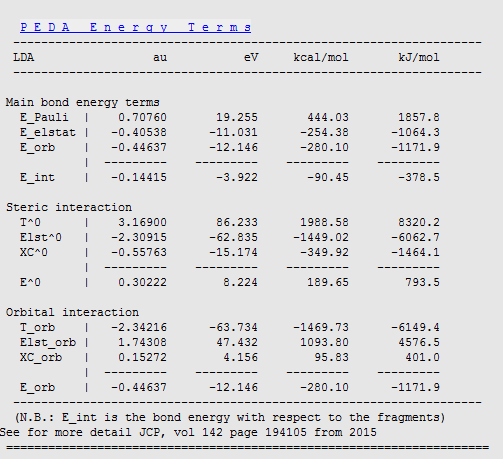 P E D A   E n e r g y   T e r m s
--------------------------------------------------------------------
LDA                  au           eV     kcal/mol       kJ/mol
--------------------------------------------------------------------
Main bond energy terms
  E_Pauli  |    0.70760       19.255       444.03       1857.8
  E_elstat |   -0.40538      -11.031      -254.38      -1064.3
  E_orb    |   -0.44637      -12.146      -280.10      -1171.9
           |  ---------    ---------    ---------    ---------
  E_int    |   -0.14415       -3.922       -90.45       -378.5
Steric interaction
  T^0      |    3.16900       86.233      1988.58       8320.2
  Elst^0   |   -2.30915      -62.835     -1449.02      -6062.7
  XC^0     |   -0.55763      -15.174      -349.92      -1464.1
           |  ---------    ---------    ---------    ---------
  E^0      |    0.30222        8.224       189.65        793.5
Orbital interaction
  T_orb    |   -2.34216      -63.734     -1469.73      -6149.4
  Elst_orb |    1.74308       47.432      1093.80       4576.5
  XC_orb   |    0.15272        4.156        95.83        401.0
           |  ---------    ---------    ---------    ---------
  E_orb    |   -0.44637      -12.146      -280.10      -1171.9
--------------------------------------------------------------------
(N.B.: E_int is the bond energy with respect to the fragments)
See for more detail JCP, vol 142 page 194105 from 2015
====================================================================